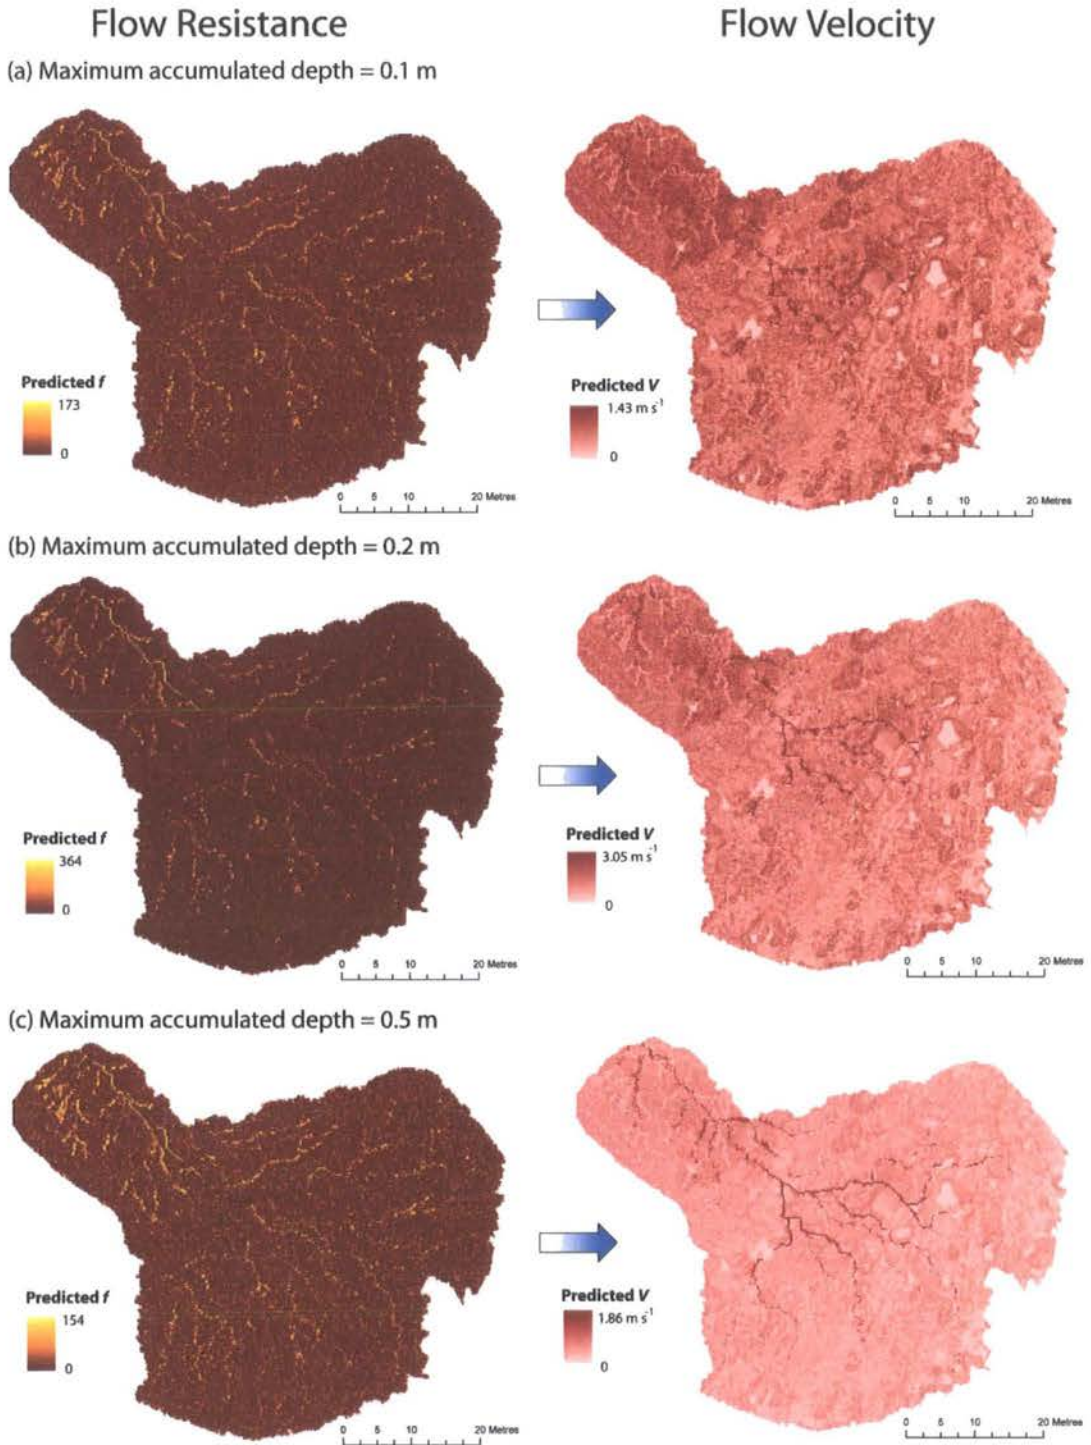 Flow Resistance
Flow Velocity
(a) Maximum accumulated depth = 0.1 m
Predicted f
173
0
0 5 10 20 Metres
Predicted V
1.43 m s⁻¹
0
0 5 10 20 Metres
(b) Maximum accumulated depth = 0.2 m
Predicted f
364
0
0 5 10 20 Metres
Predicted V
3.05 m s⁻¹
0
0 5 10 20 Metres
(c) Maximum accumulated depth = 0.5 m
Predicted f
154
0
0 5 10 20 Metres
Predicted V
1.86 m s⁻¹
0
0 5 10 20 Metres